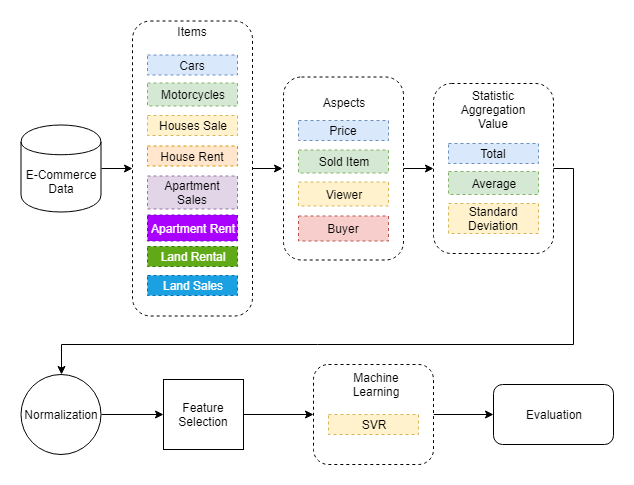 E-Commerce
Data
Items
Cars
Motorcycles
Houses Sale
House Rent
Apartment
Sales
Apartment Rent
Land Rental
Land Sales
Aspects
Price
Sold Item
Viewer
Buyer
Statistic
Aggregation
Value
Total
Average
Standard
Deviation
Normalization
Feature
Selection
Machine
Learning
SVR
Evaluation